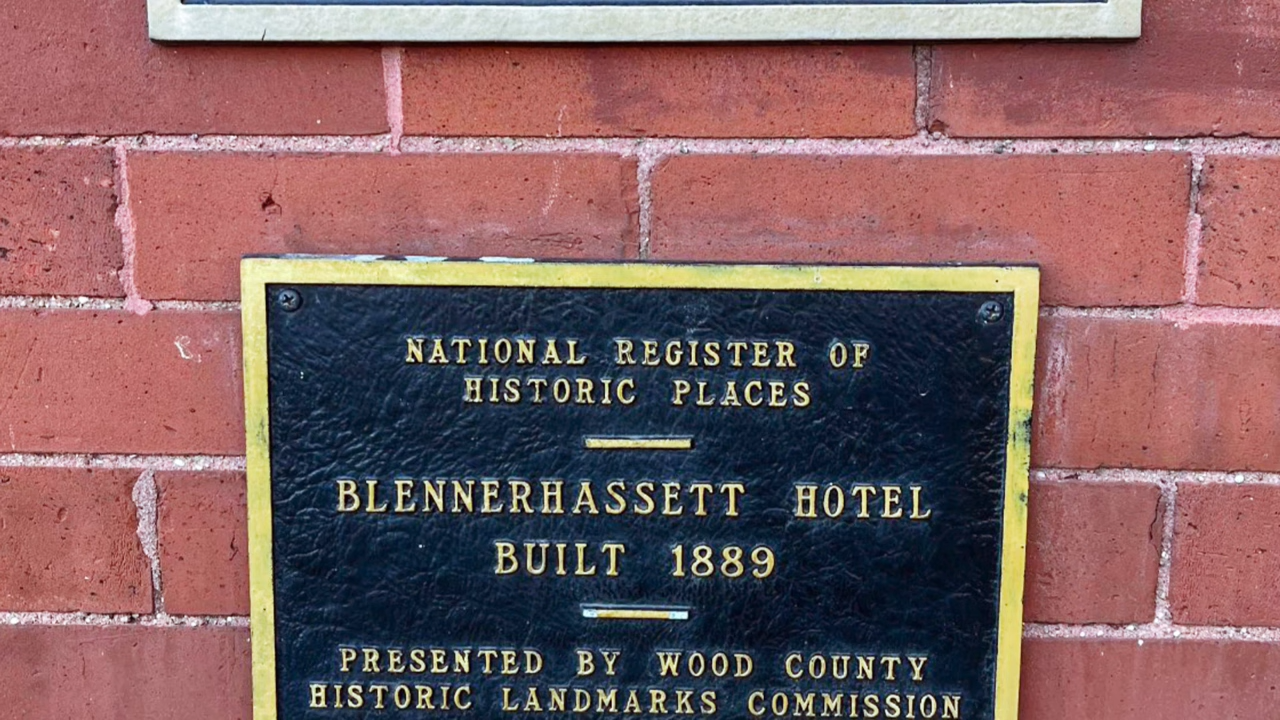 NATIONAL REGISTER OF
HISTORIC PLACES
BLENNERHASSETT HOTEL
BUILT 1889
PRESENTED BY WOOD COUNTY
HISTORIC LANDMARKS COMMISSION